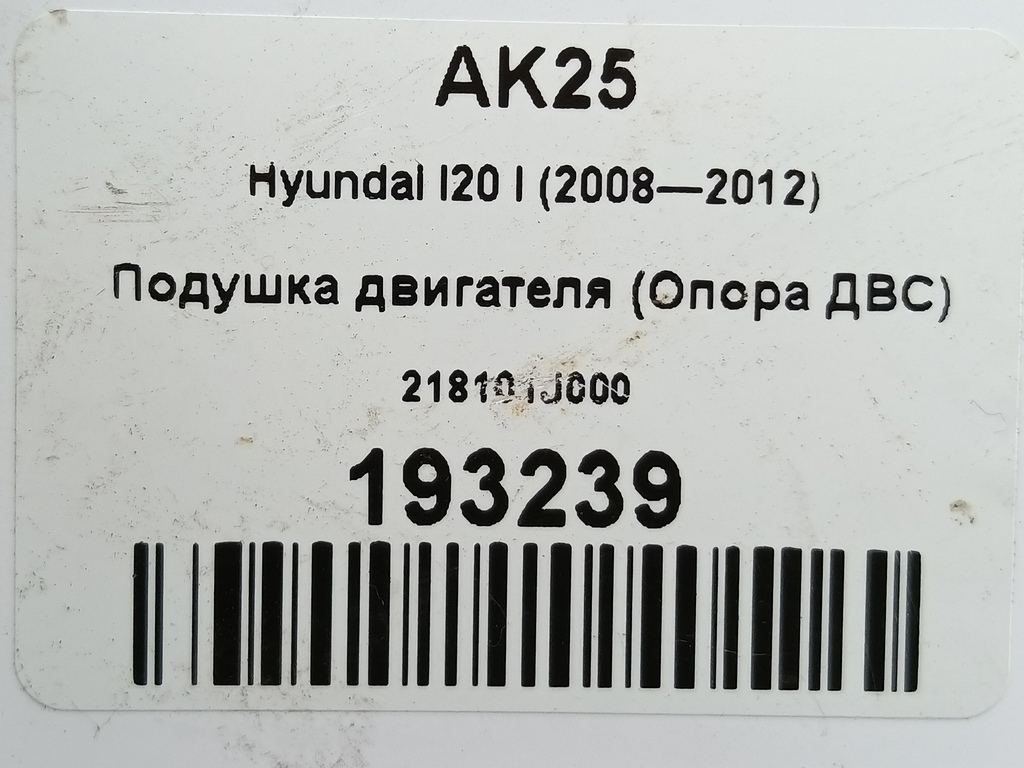 AK25
Hyundai I20 I (2008—2012)
Подушка двигателя (Опора ДВС)
218101J000
193239